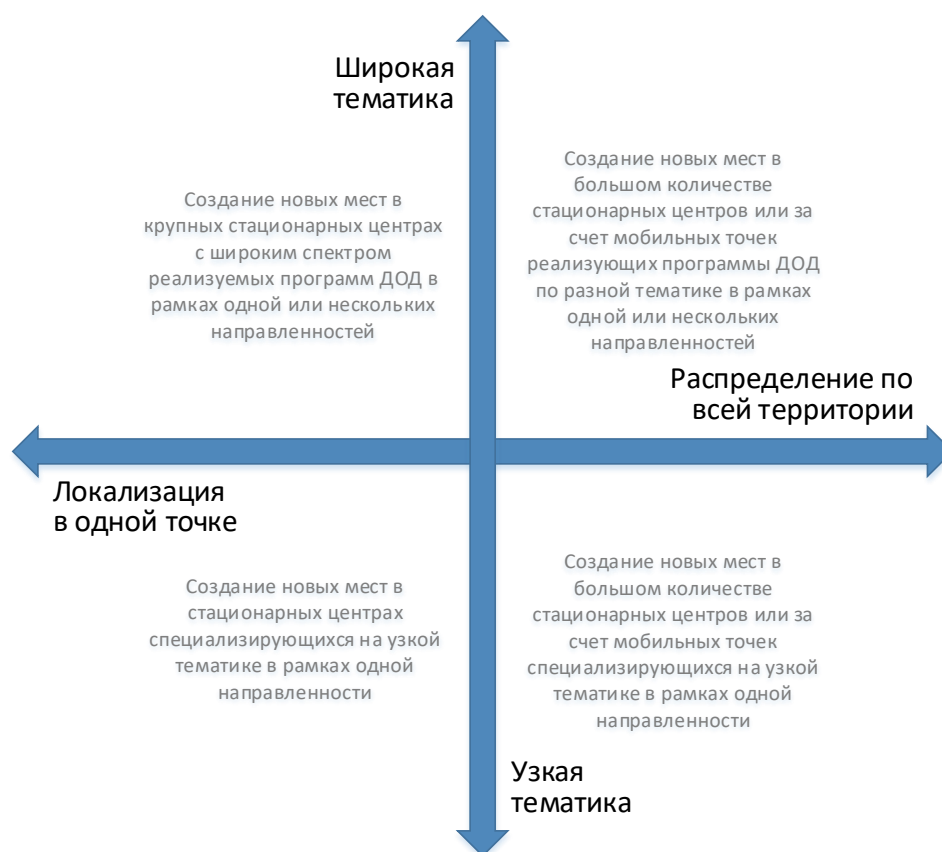 Широкая
тематика
Создание новых мест в
крупных стационарных центрах
с широким спектром
реализуемых программ ДОД в
рамках одной или нескольких
направленностей
Создание новых мест в
большом количестве
стационарных центров или за
счет мобильных точек
реализующих программы ДОД
по разной тематике в рамках
одной или нескольких
направленностей
Распределение по
всей территории
Локализация
в одной точке
Создание новых мест в
стационарных центрах
специализирующихся на узкой
тематике в рамках одной
направленности
Создание новых мест в
большом количестве
стационарных центров или за
счет мобильных точек
специализирующихся на узкой
тематике в рамках одной
направленности
Узкая
тематика